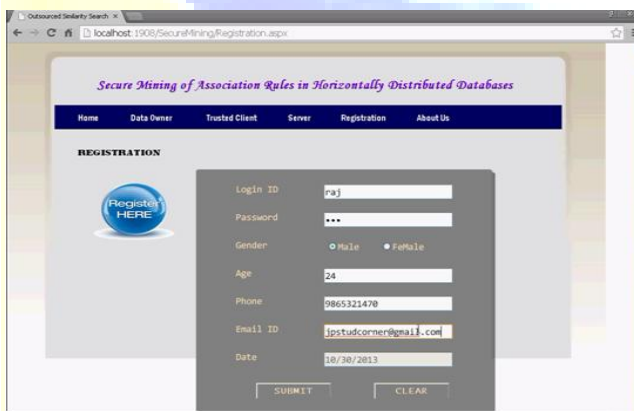 Outsourced Similarity Search
localhost:1908/SecureMining/Registration.aspx
Secure Mining of Association Rules in Horizontally Distributed Databases
Home Data Owner Trusted Client Server Registration About Us
REGISTRATION
Register
HERE
Login ID raj
Password •••
Gender Male FeMale
Age 24
Phone 9865321470
Email ID jpstudcorner@gmail.com
Date 10/30/2013
SUBMIT CLEAR